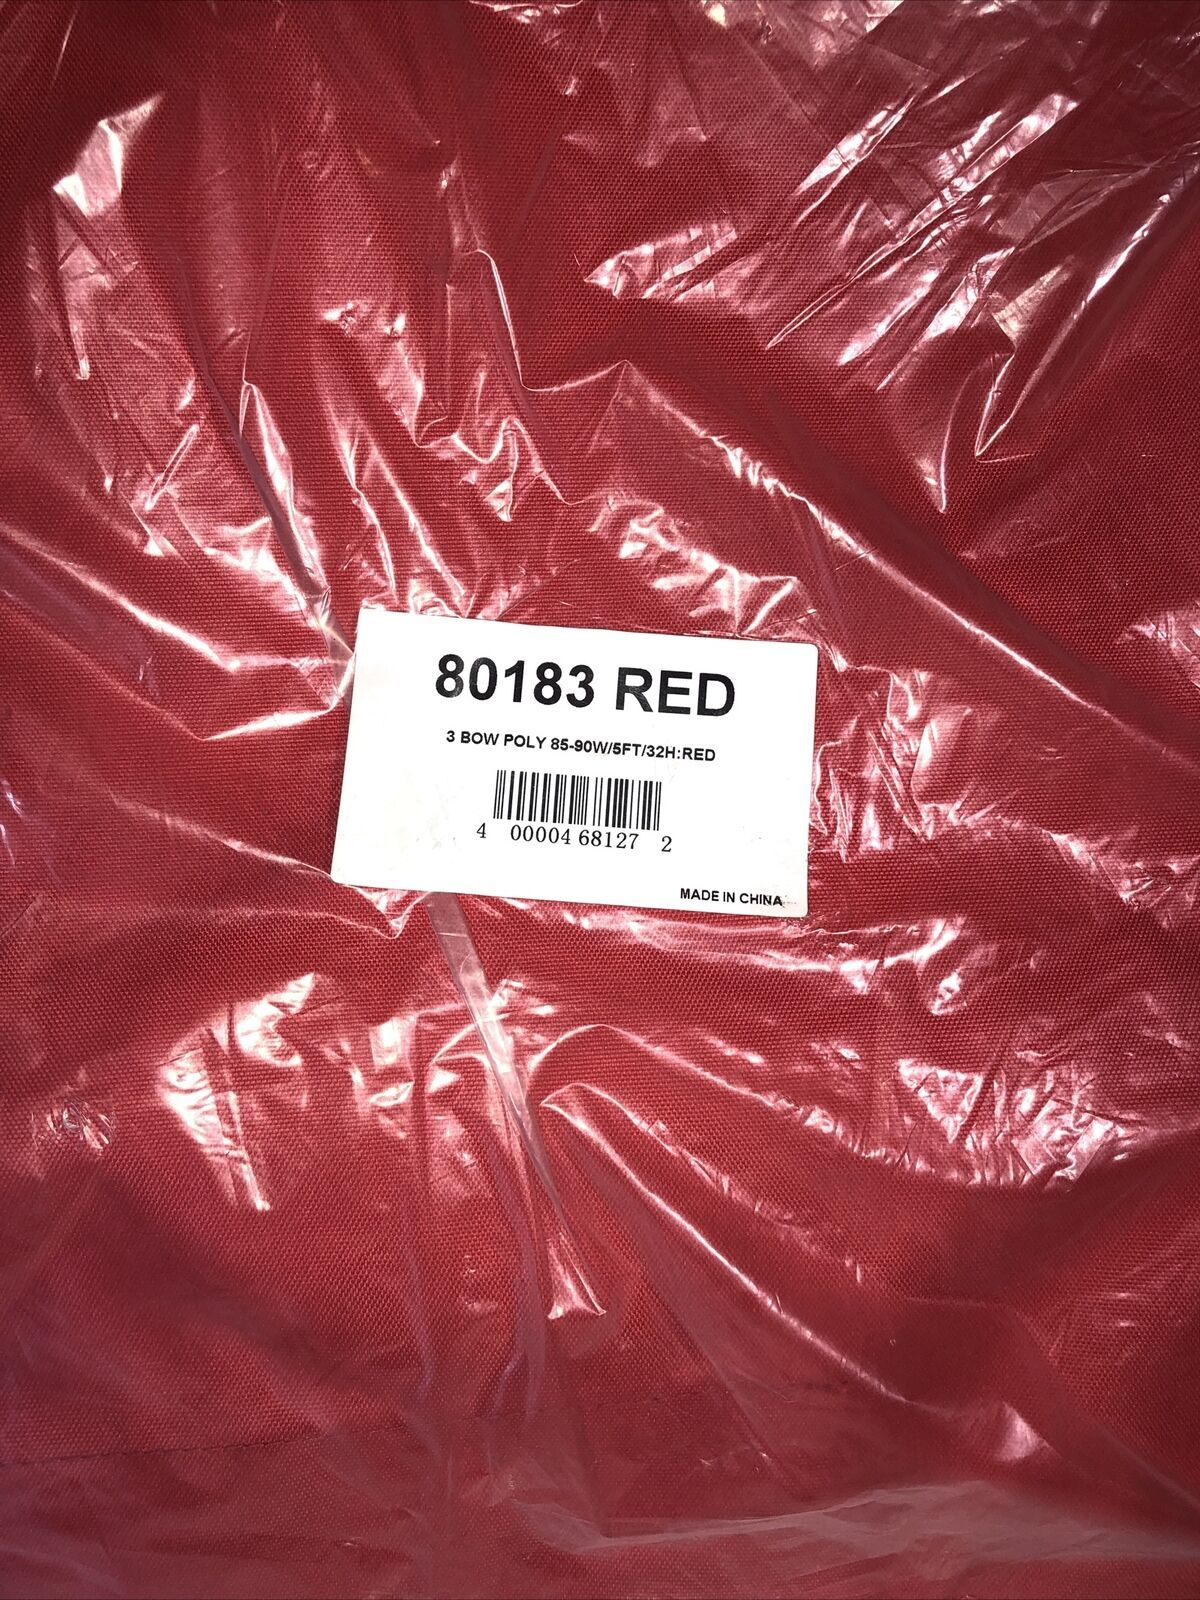 80183 RED
3 BOW POLY 85-90W/5FT/32H:RED
4 00004 68127 2
MADE IN CHINA